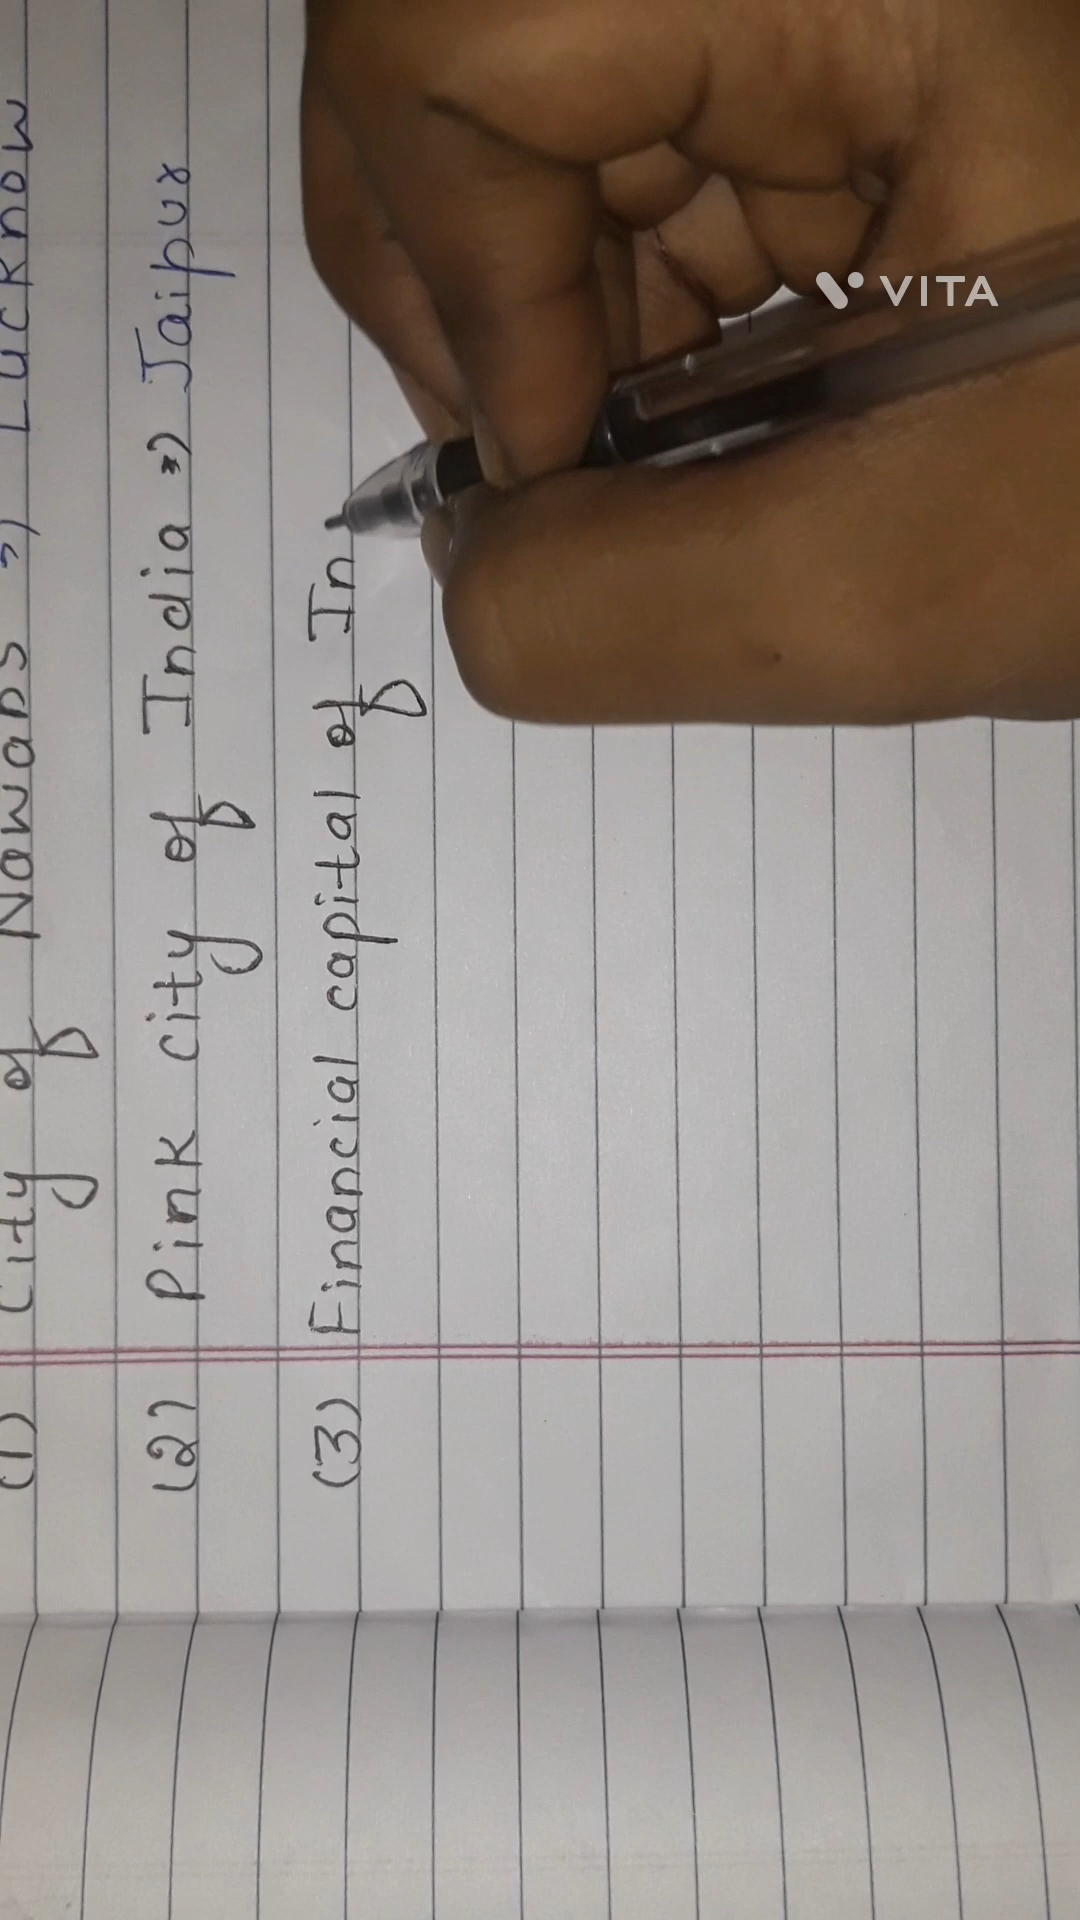 (1) City of Nawabs => Lucknow
(2) Pink city of India => Jaipur
(3) Financial capital of In
VITA